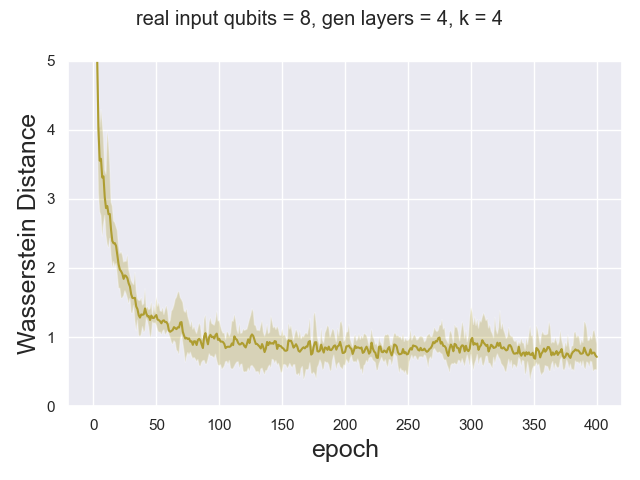 real input qubits = 8, gen layers = 4, k = 4
Wasserstein Distance
5
4
3
2
1
0
0 50 100 150 200 250 300 350 400
epoch